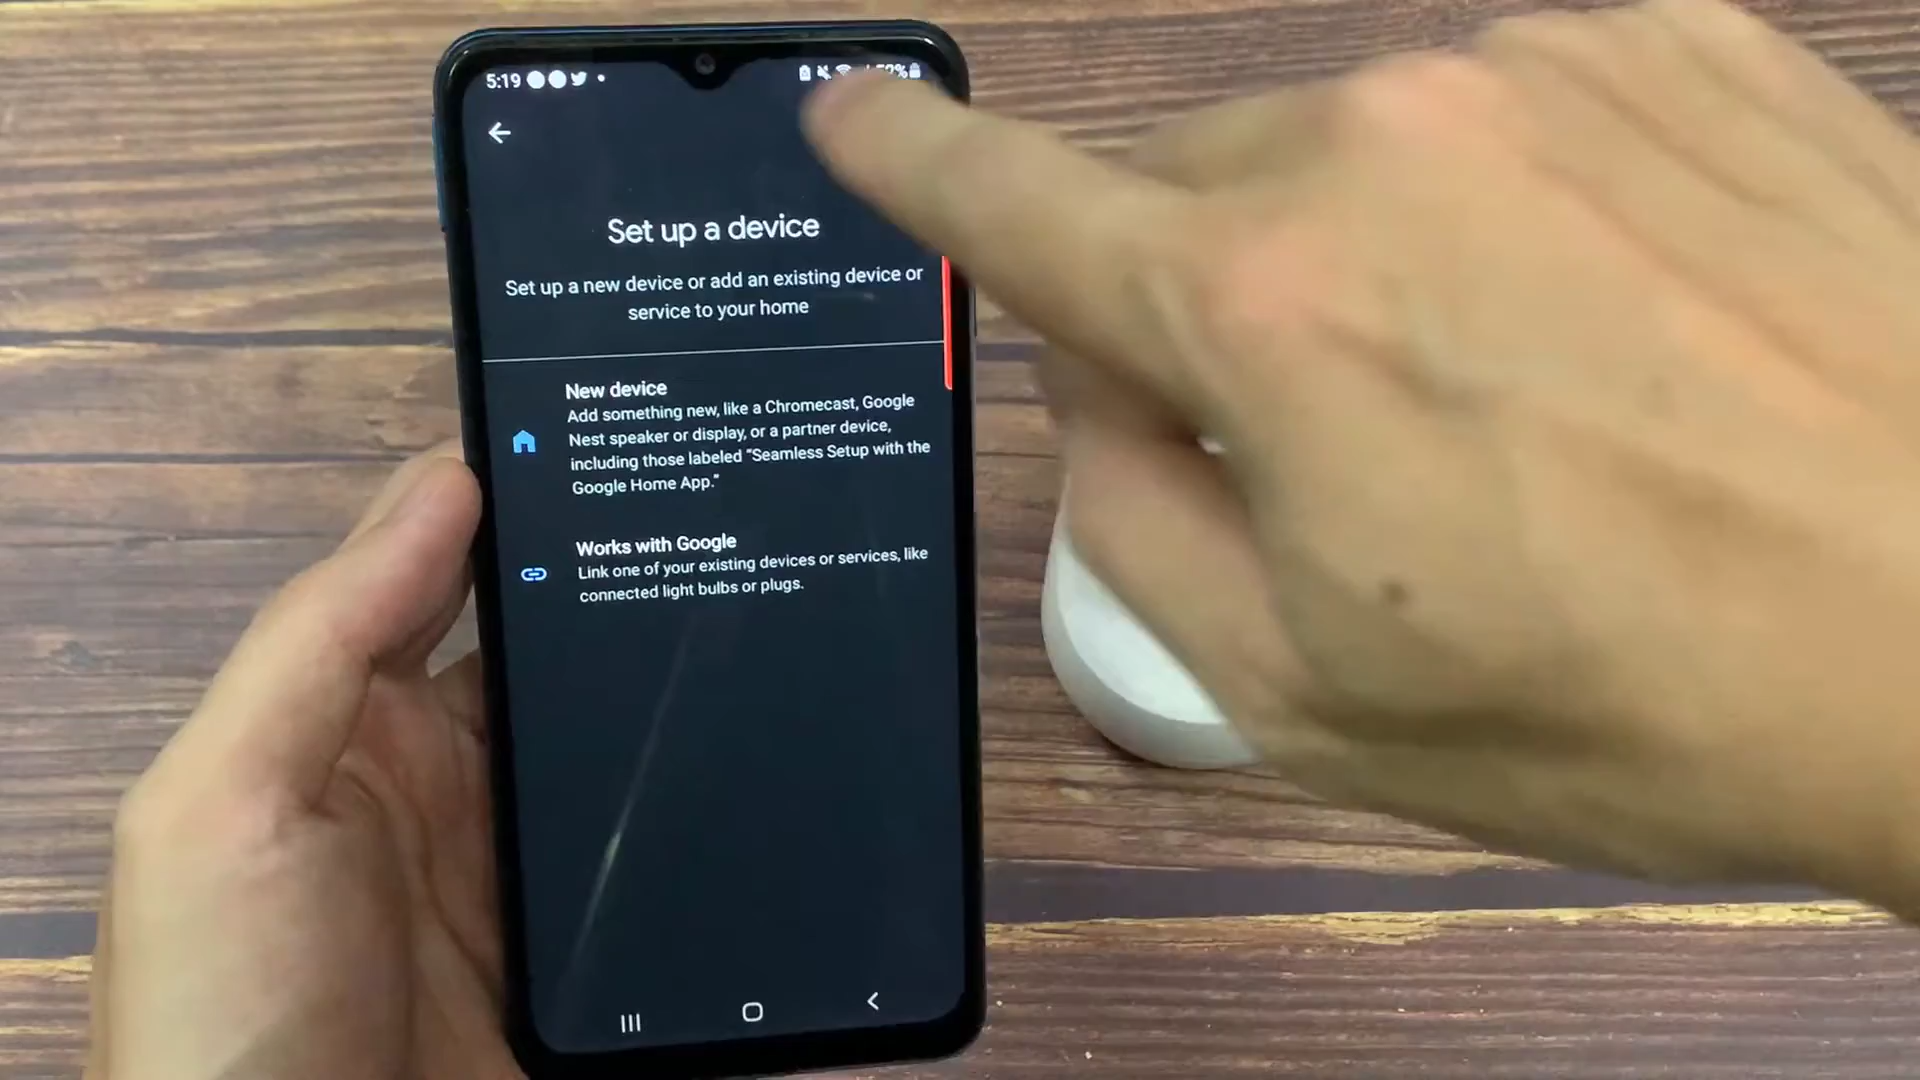 5:19
Set up a device
Set up a new device or add an existing device or
service to your home
New device
Add something new, like a Chromecast, Google
Nest speaker or display, or a partner device,
including those labeled "Seamless Setup with the
Google Home App."
Works with Google
Link one of your existing devices or services, like
connected light bulbs or plugs.